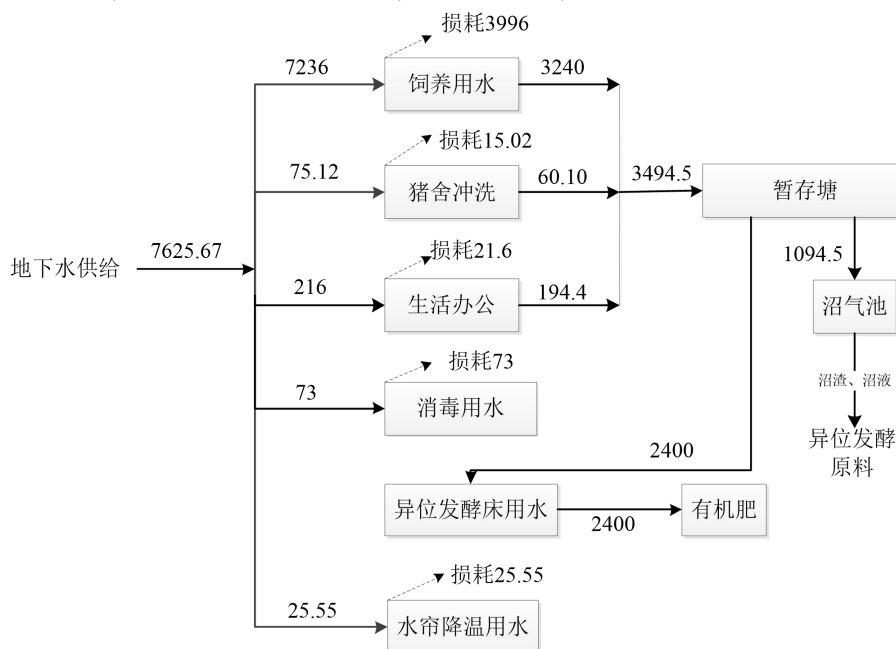 损耗3996
7236
饲养用水
3240
损耗15.02
75.12
猪舍冲洗
60.10
3494.5
暂存塘
地下水供给
7625.67
损耗21.6
216
生活办公
194.4
1094.5
沼气池
损耗73
73
消毒用水
沼渣、沼液
异位发酵
原料
2400
异位发酵床用水
2400
有机肥
损耗25.55
25.55
水帘降温用水